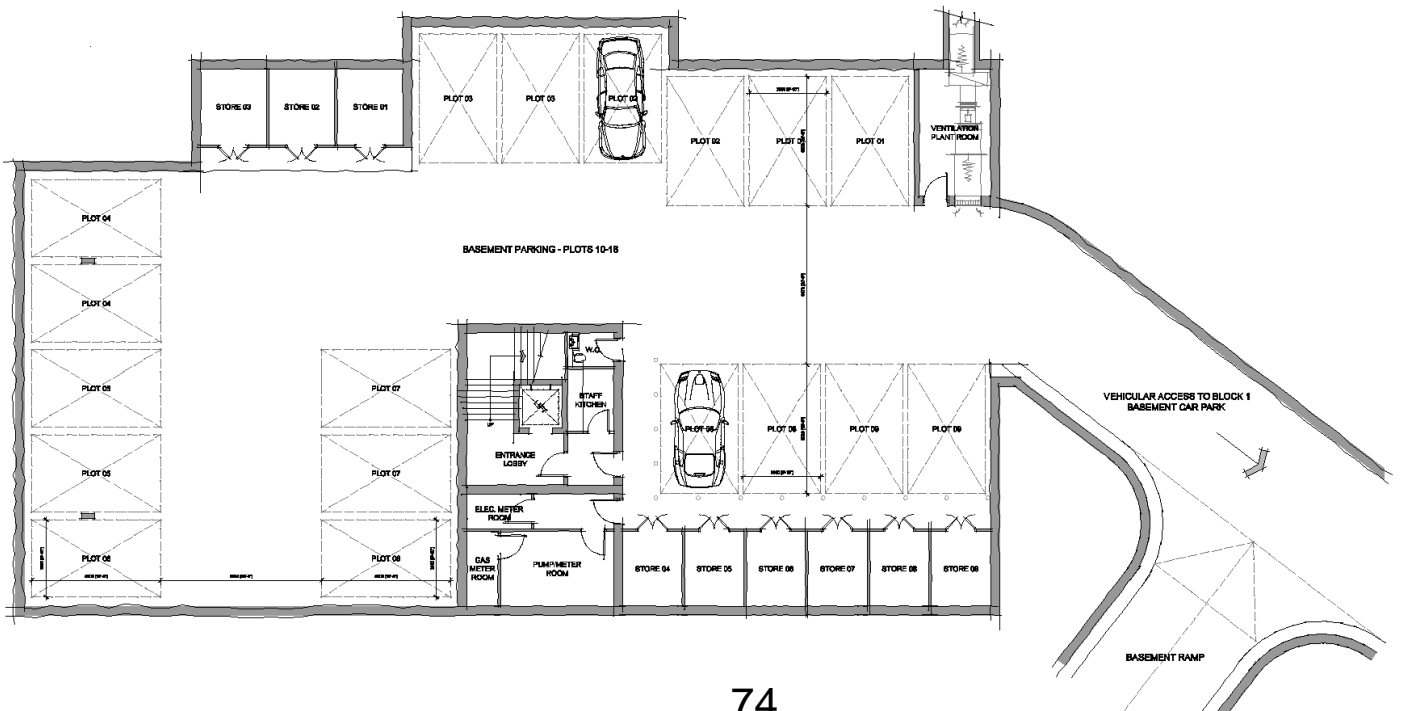 STORE 03
STORE 02
STORE 01
PLOT 03
PLOT 03
PLOT 02
PLOT 02
PLOT 01
VENTILATION
PLANT ROOM
PLOT 04
BASEMENT PARKING - PLOTS 10-18
PLOT 04
PLOT 05
PLOT 07
W.C
STAFF
KITCHEN
VEHICULAR ACCESS TO BLOCK 1
BASEMENT CAR PARK
PLOT 08
PLOT 09
PLOT 09
PLOT 05
PLOT 07
ENTRANCE
LOBBY
UP
ELEC. METER
ROOM
PLOT 06
PLOT 06
GAS
METER
ROOM
PUMP/METER
ROOM
STORE 04
STORE 05
STORE 06
STORE 07
STORE 08
STORE 09
BASEMENT RAMP
74